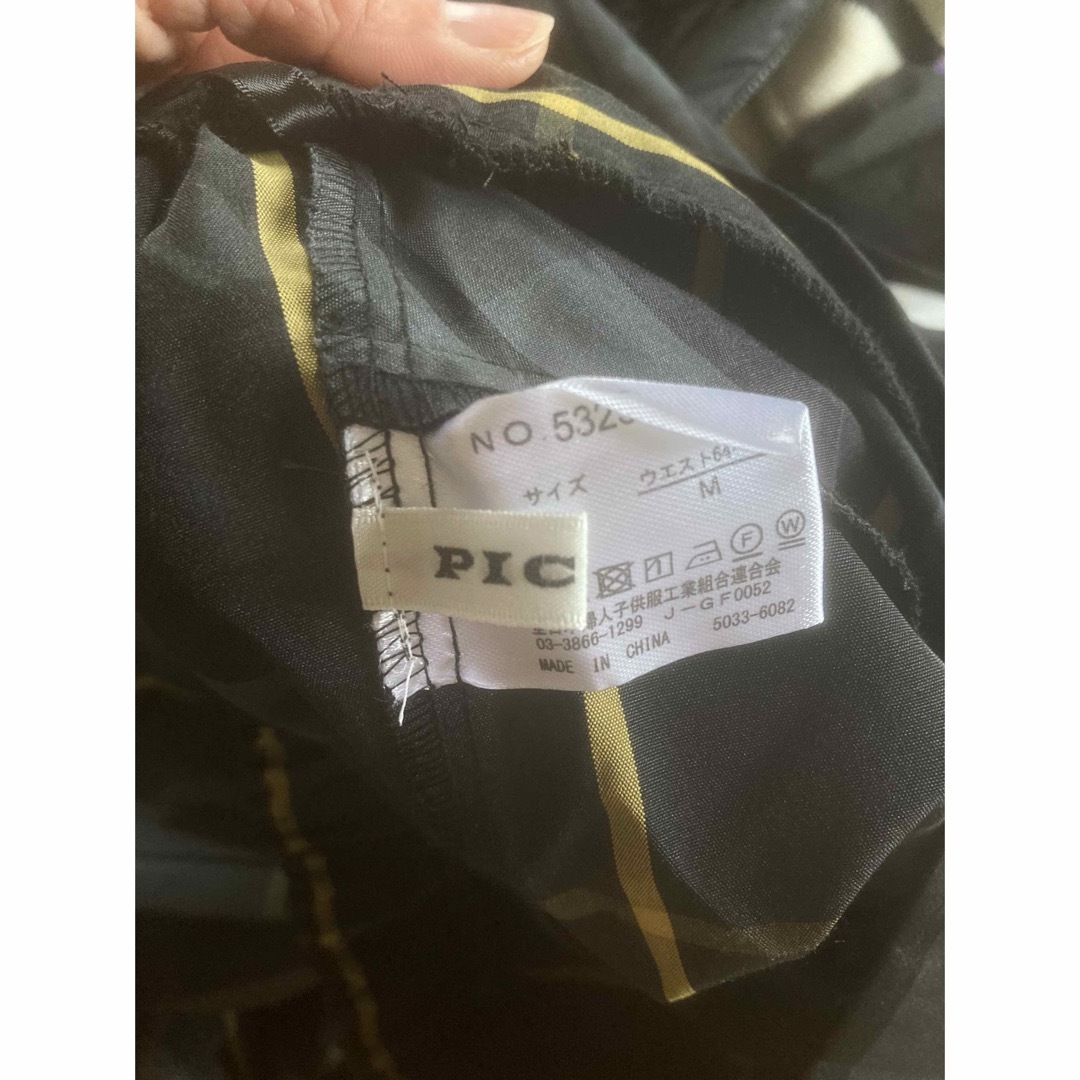 NO.532
サイズ
ウエスト64
M
PIC
F W
婦人子供服工業組合連合会
03-3866-1299 J-GF0052
5033-6082
MADE IN CHINA